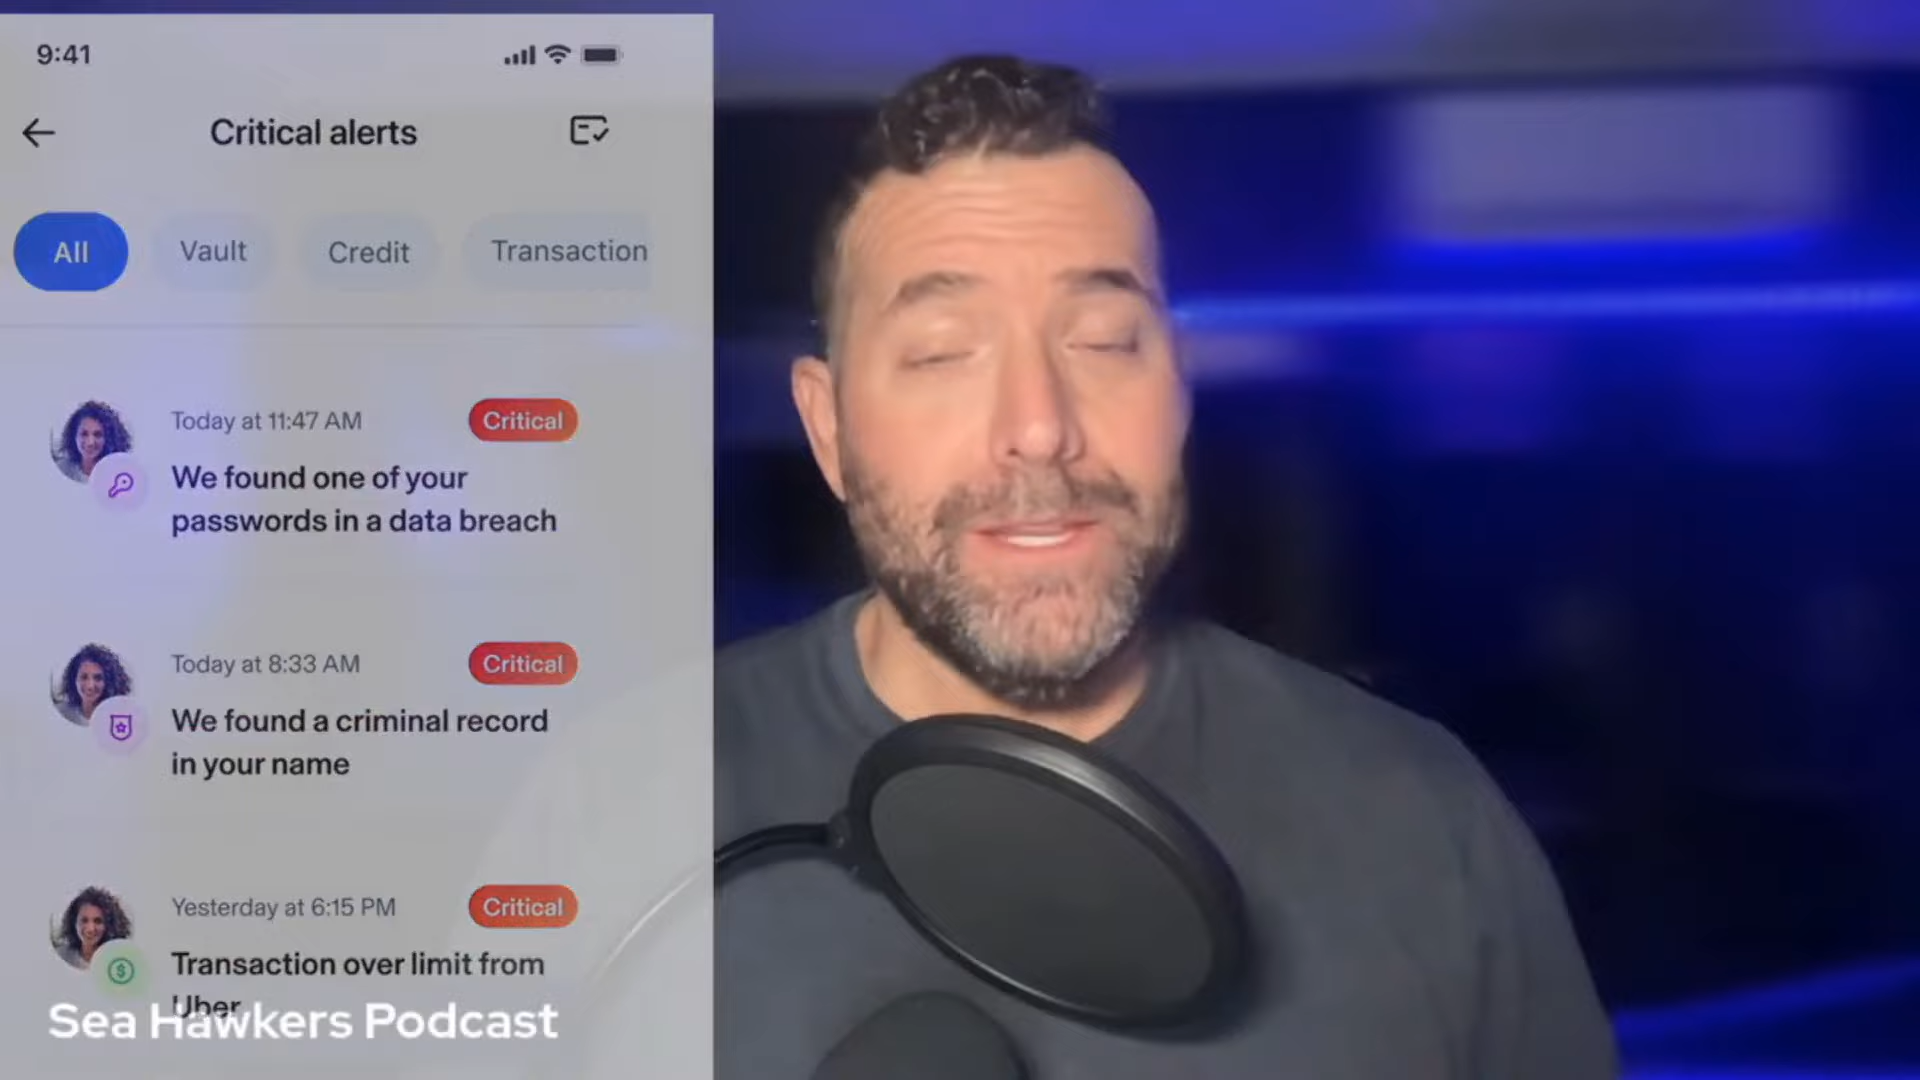 9:41
Critical alerts
All
Vault
Credit
Transaction
Today at 11:47 AM
Critical
We found one of your
passwords in a data breach
Today at 8:33 AM
Critical
We found a criminal record
in your name
Yesterday at 6:15 PM
Critical
Transaction over limit from
Uber
Sea Hawkers Podcast